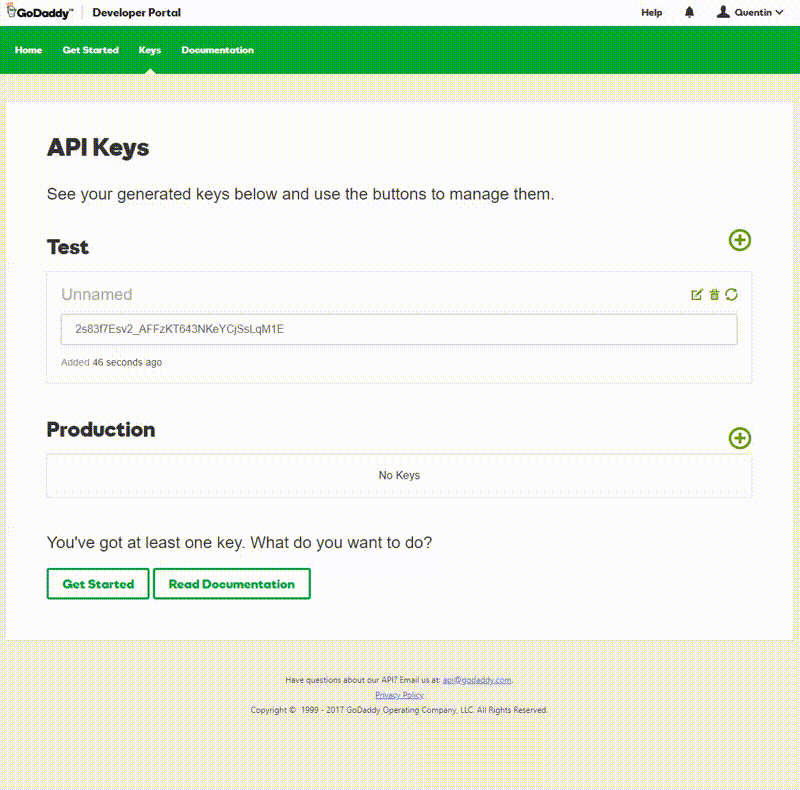 GoDaddy™ Developer Portal Help Quentin
Home Get Started Keys Documentation
API Keys
See your generated keys below and use the buttons to manage them.
Test
Unnamed
2s83f7Esv2_AFFzKT643NKeYCjSsLqM1E
Added 46 seconds ago
Production
No Keys
You've got at least one key. What do you want to do?
Get Started Read Documentation
Have questions about our API? Email us at: api@godaddy.com.
Privacy Policy
Copyright © 1999 - 2017 GoDaddy Operating Company, LLC. All Rights Reserved.